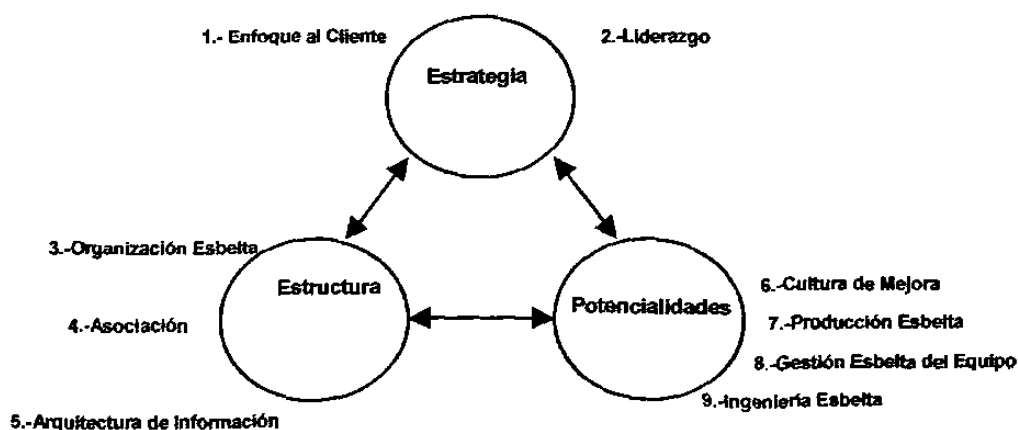 1.- Enfoque al Cliente
2.-Liderazgo
Estrategia
3.-Organización Esbelta
Estructura
4.-Asociación
5.-Arquitectura de Información
Potencialidades
6.-Cultura de Mejora
7.-Producción Esbelta
8.-Gestión Esbelta del Equipo
9.-Ingeniería Esbelta